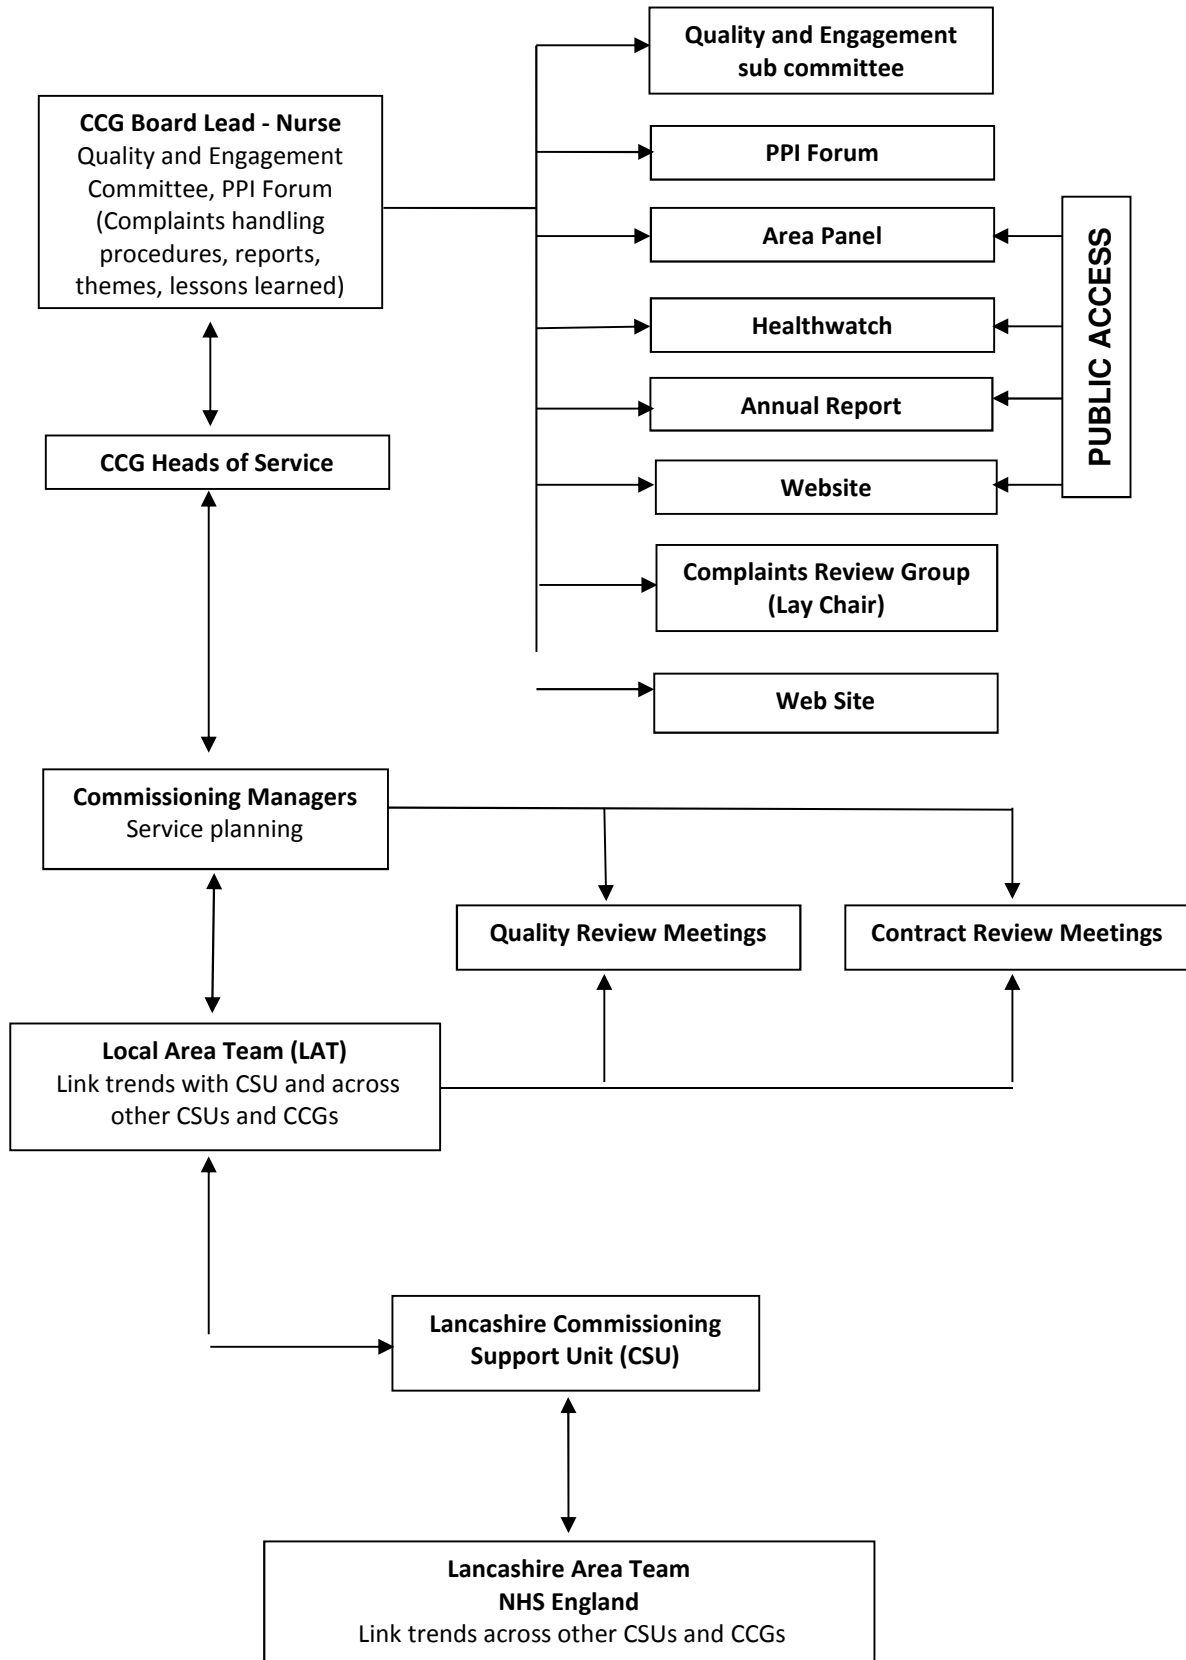 Quality and Engagement
sub committee
CCG Board Lead - Nurse
Quality and Engagement
Committee, PPI Forum
(Complaints handling
procedures, reports,
themes, lessons learned)
PPI Forum
Area Panel
Healthwatch
Annual Report
Website
PUBLIC ACCESS
CCG Heads of Service
Complaints Review Group
(Lay Chair)
Web Site
Commissioning Managers
Service planning
Quality Review Meetings
Contract Review Meetings
Local Area Team (LAT)
Link trends with CSU and across
other CSUs and CCGs
Lancashire Commissioning
Support Unit (CSU)
Lancashire Area Team
NHS England
Link trends across other CSUs and CCGs